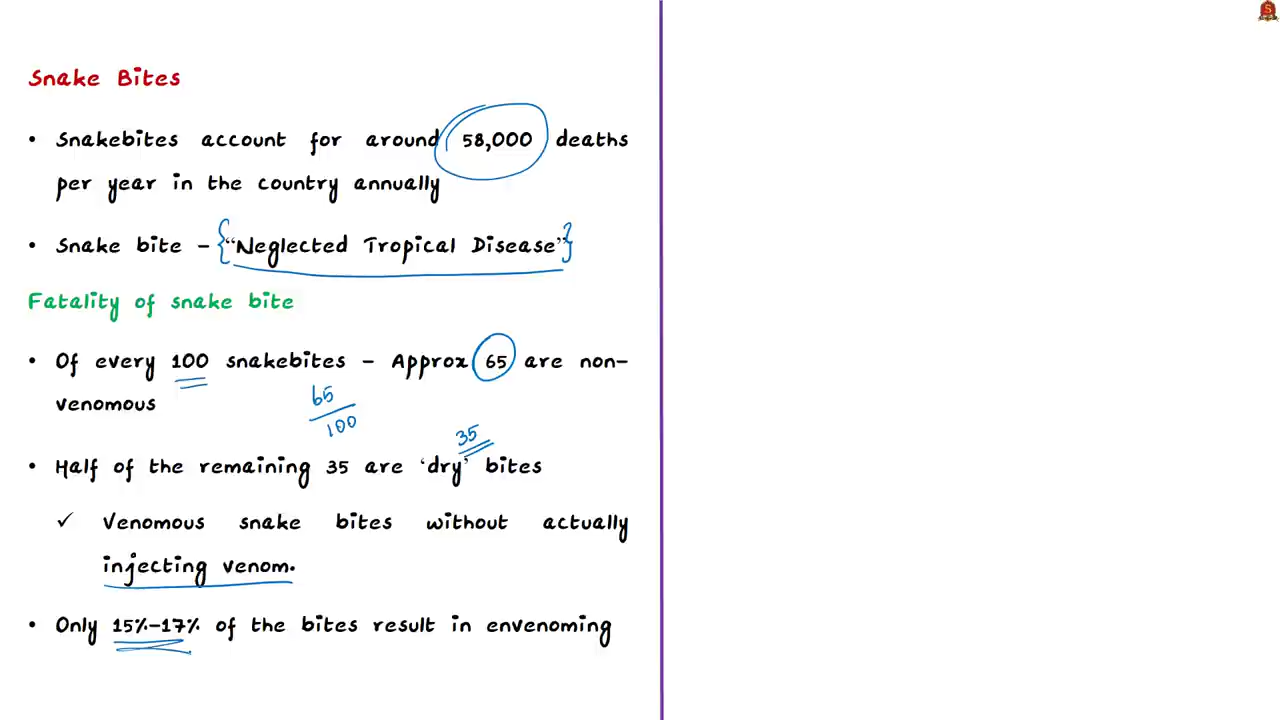 Snake Bites
• Snakebites account for around 58,000 deaths
per year in the country annually
• Snake bite - {“Neglected Tropical Disease”}
Fatality of snake bite
• Of every 100 snakebites - Approx 65 are non-
venomous
65
100
35
• Half of the remaining 35 are ‘dry’ bites
✓ Venomous snake bites without actually
injecting venom.
• Only 15%-17% of the bites result in envenoming